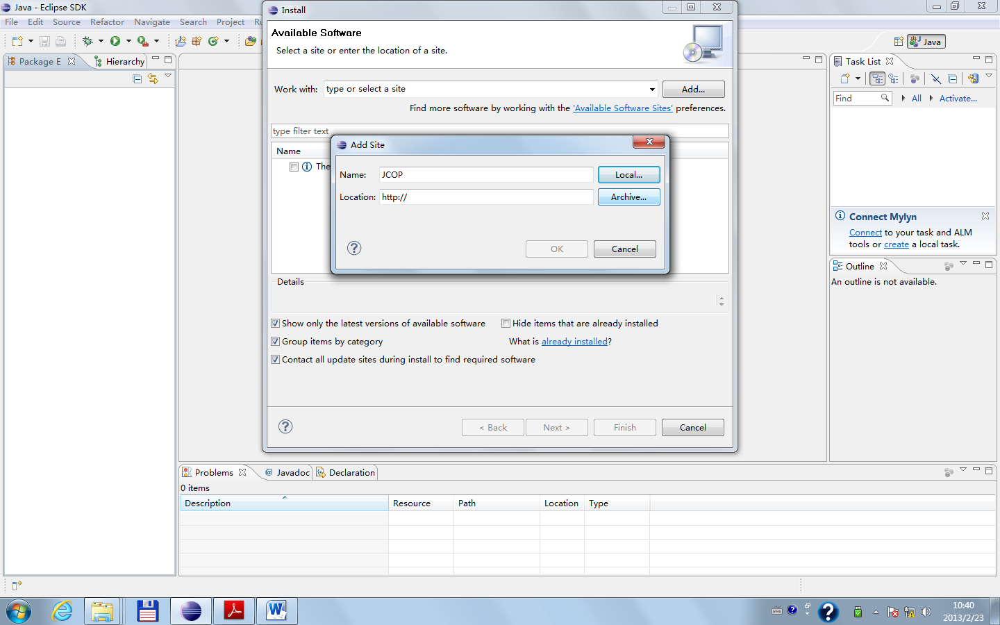 Java - Eclipse SDK
File Edit Source Refactor Navigate Search Project
Install
Available Software
Select a site or enter the location of a site.
Work with: type or select a site Add...
Find more software by working with the 'Available Software Sites' preferences.
type filter text
Name
The
Add Site
Name: JCOP Local...
Location: http:// Archive...
OK Cancel
Details
Show only the latest versions of available software Hide items that are already installed
Group items by category What is already installed?
Contact all update sites during install to find required software
< Back Next > Finish Cancel
Package E Hierarchy
Java
Task List
Find All Activate...
Connect Mylyn
Connect to your task and ALM
tools or create a local task.
Outline
An outline is not available.
Problems @ Javadoc Declaration
0 items
Description Resource Path Location Type
10:40
2013/2/23